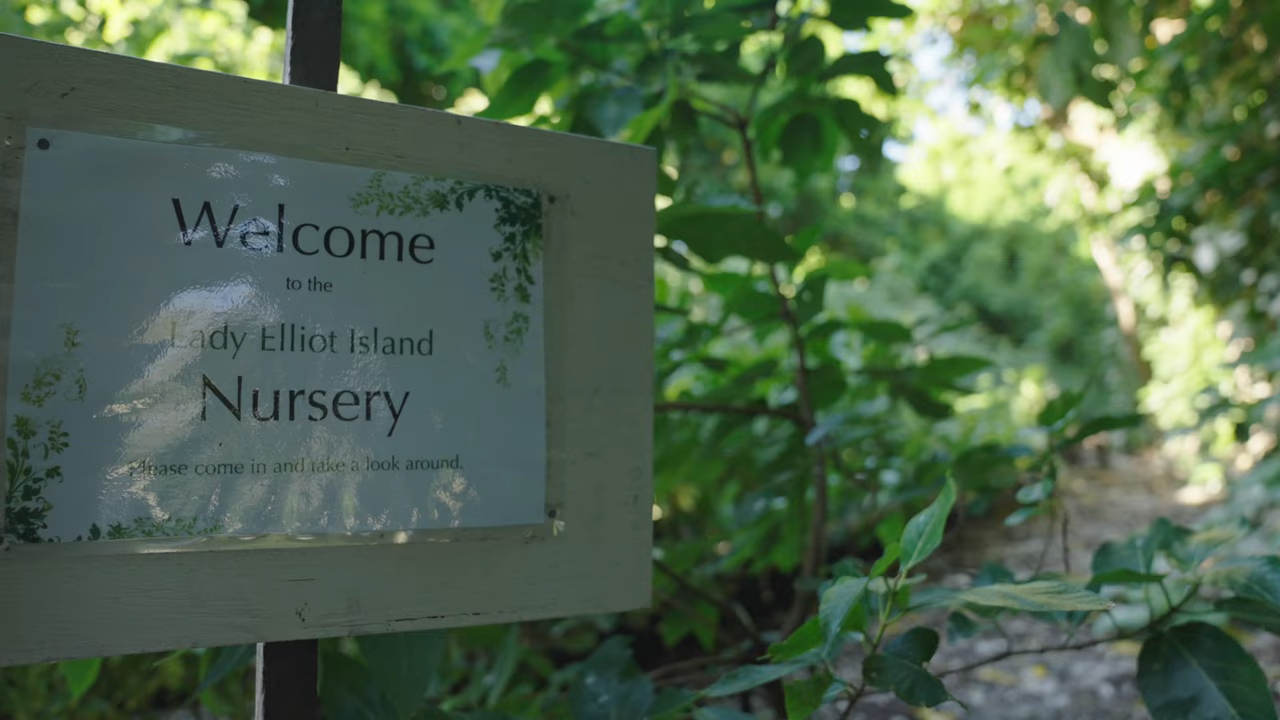 Welcome
to the
Lady Elliot Island
Nursery
Please come in and take a look around.